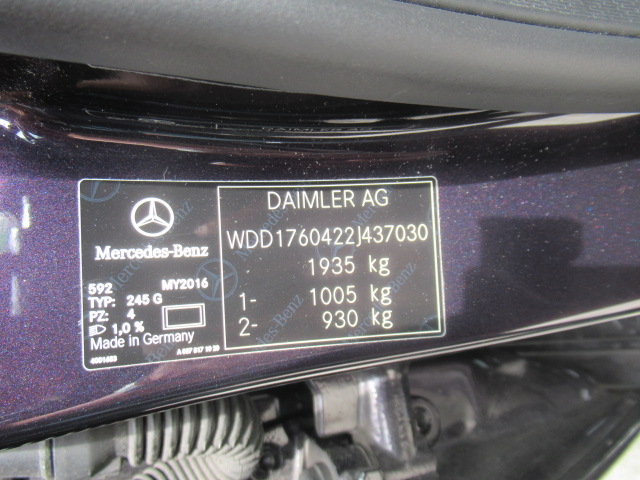 Mercedes-Benz
592 MY2016
TYP: 245 G
PZ: 4
1,0 %
Made in Germany
DAIMLER AG
WDD1760422J437030
- 1935 kg
1- 1005 kg
2- 930 kg